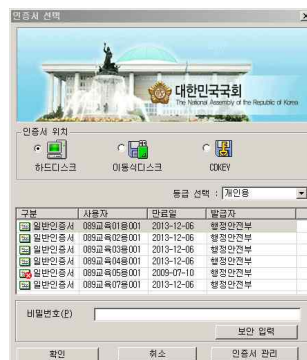 인증서 선택
대한민국국회
The National Assembly of the Republic of Korea
인증서 위치
하드디스크 이동식디스크 CDKEY
등급 선택 : 개인용
구분 사용자 만료일 발급자
일반인증서 089교육01용001 2013-12-06 행정안전부
일반인증서 089교육02용001 2013-12-06 행정안전부
일반인증서 089교육03용001 2013-12-06 행정안전부
일반인증서 089교육04용001 2013-12-06 행정안전부
일반인증서 089교육05용001 2009-07-10 행정안전부
일반인증서 089교육07용001 2013-12-06 행정안전부
비밀번호(P)
보안 입력
확인 취소 인증서 관리